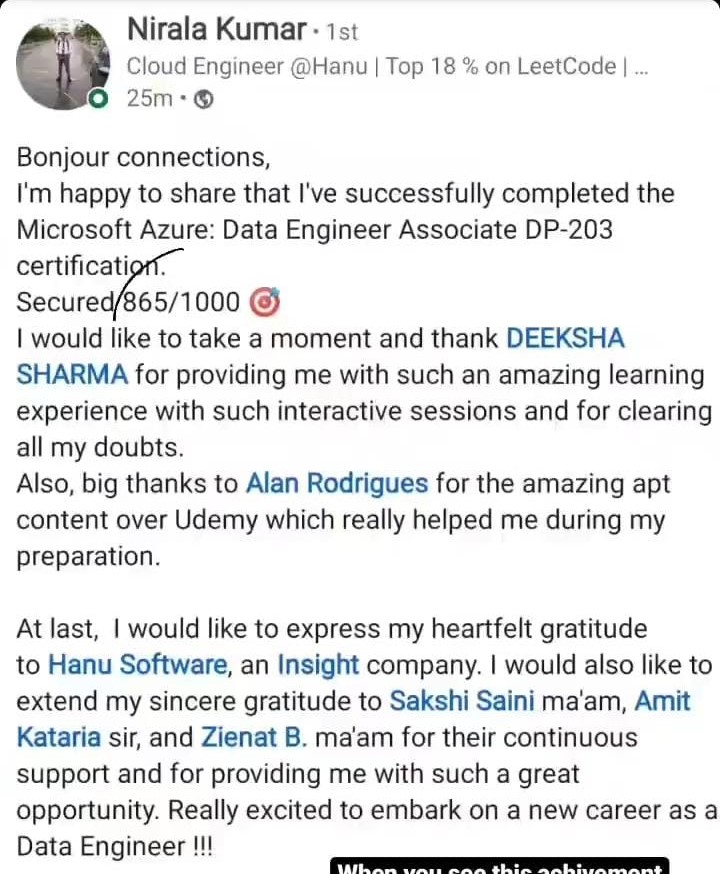 Nirala Kumar · 1st
Cloud Engineer @Hanu | Top 18 % on LeetCode | ...
25m ·
Bonjour connections,
I'm happy to share that I've successfully completed the
Microsoft Azure: Data Engineer Associate DP-203
certification.
Secured 865/1000 🎯
I would like to take a moment and thank DEEKSHA
SHARMA for providing me with such an amazing learning
experience with such interactive sessions and for clearing
all my doubts.
Also, big thanks to Alan Rodrigues for the amazing apt
content over Udemy which really helped me during my
preparation.
At last, I would like to express my heartfelt gratitude
to Hanu Software, an Insight company. I would also like to
extend my sincere gratitude to Sakshi Saini ma'am, Amit
Kataria sir, and Zienat B. ma'am for their continuous
support and for providing me with such a great
opportunity. Really excited to embark on a new career as a
Data Engineer !!!
When you see this achivement